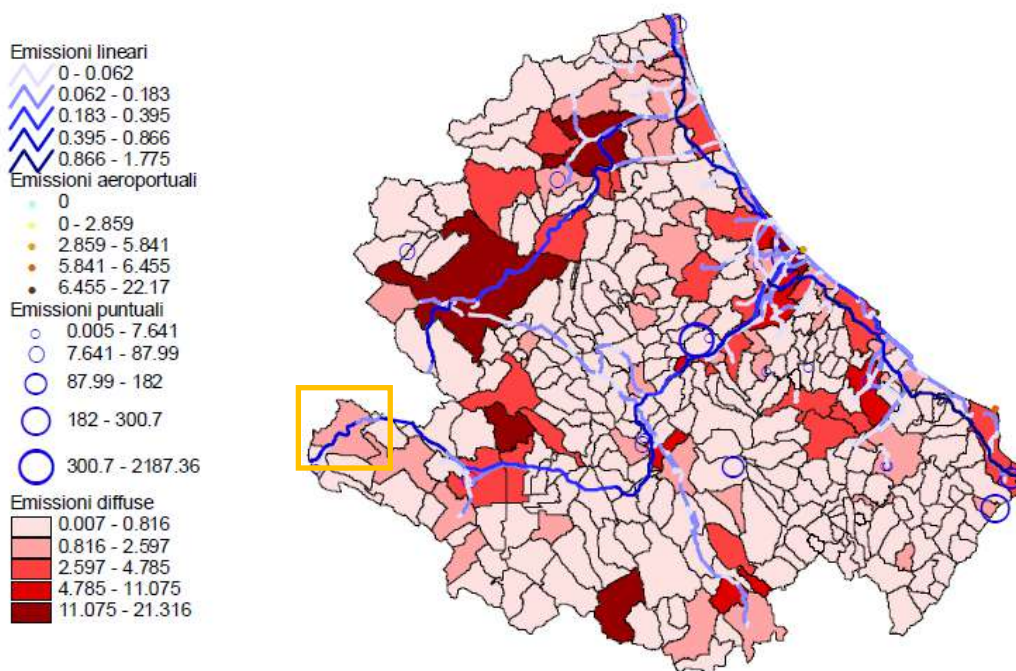 Emissioni lineari
0 - 0.062
0.062 - 0.183
0.183 - 0.395
0.395 - 0.866
0.866 - 1.775
Emissioni aeroportuali
0
0 - 2.859
2.859 - 5.841
5.841 - 6.455
6.455 - 22.17
Emissioni puntuali
0.005 - 7.641
7.641 - 87.99
87.99 - 182
182 - 300.7
300.7 - 2187.36
Emissioni diffuse
0.007 - 0.816
0.816 - 2.597
2.597 - 4.785
4.785 - 11.075
11.075 - 21.316